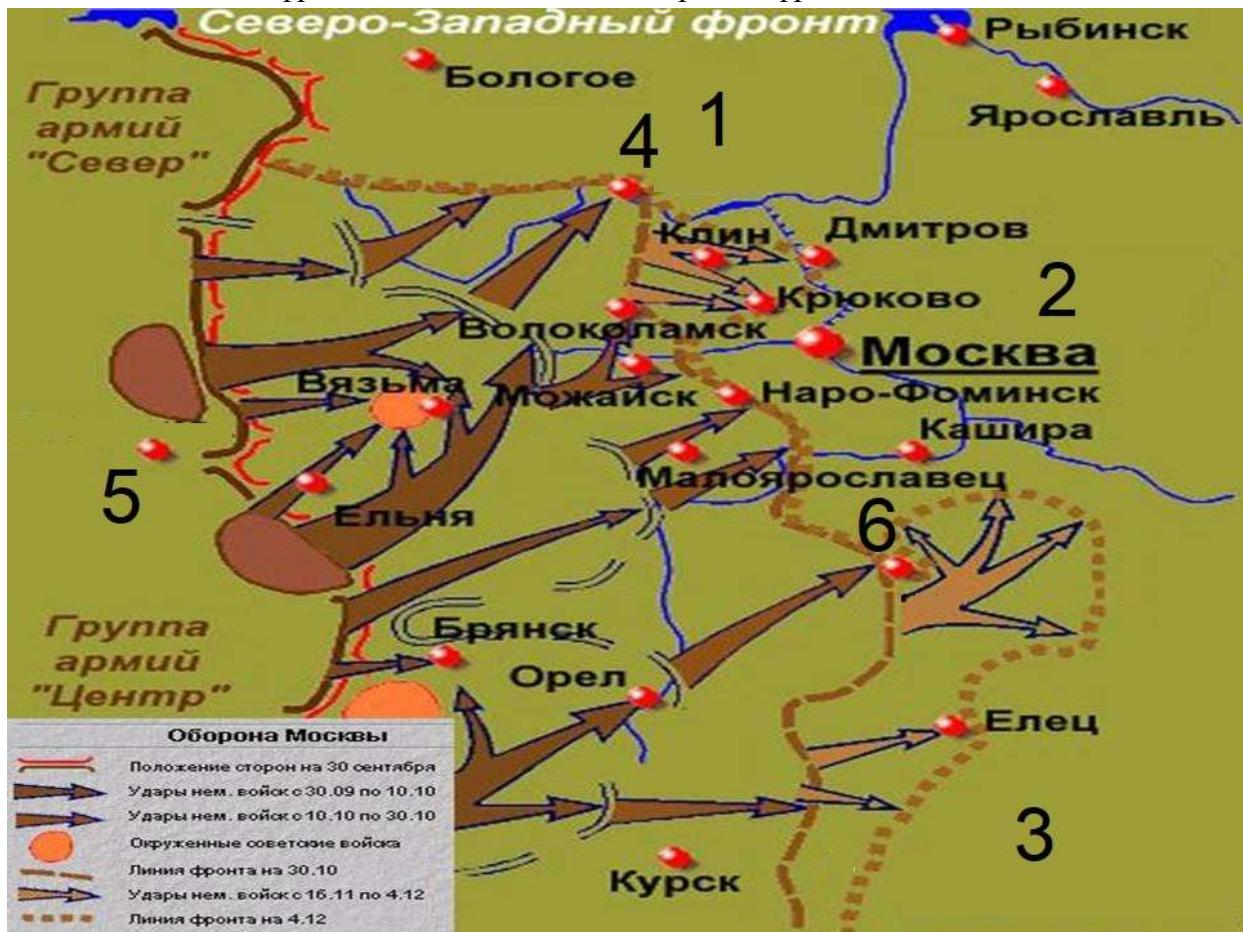 Северо-Западный фронт
Рыбинск
Бологое
Ярославль
Группа
армий
"Север"
1
4
Клин
Дмитров
2
Крюково
Волоколамск
Москва
Вязьма
Можайск
Наро-Фоминск
Кашира
5
Малоярославец
Ельня
6
Группа
армий
"Центр"
Брянск
Орел
Елец
3
Курск
Оборона Москвы
Положение сторон на 30 сентября
Удары нем. войск с 30.09 по 10.10
Удары нем. войск с 10.10 по 30.10
Окруженные советские войска
Линия фронта на 30.10
Удары нем. войск с 16.11 по 4.12
Линия фронта на 4.12